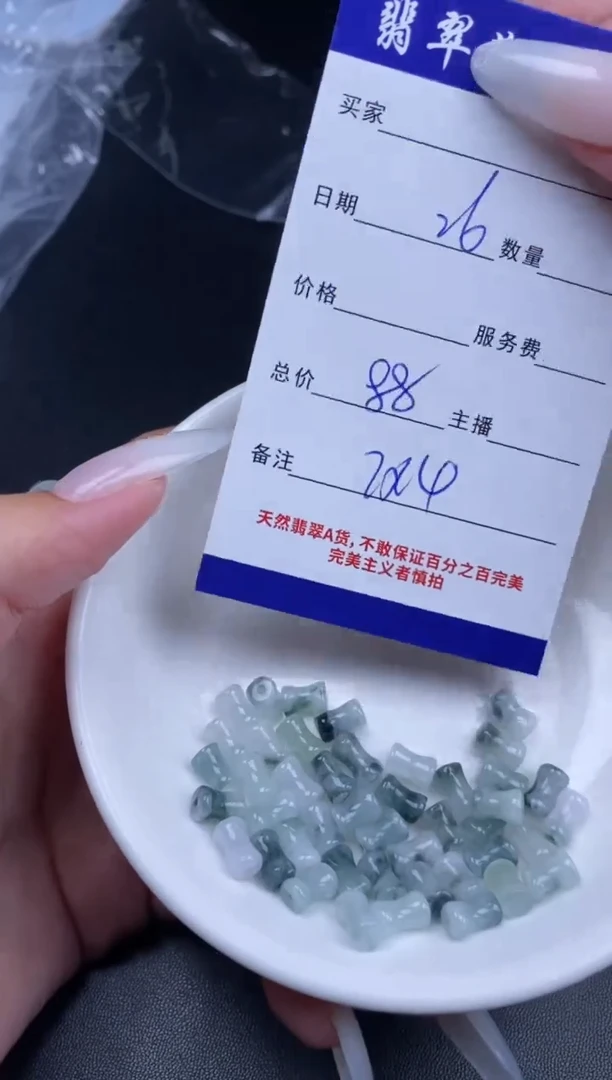 翡翠
买家
日期 26 数量
价格 服务费
总价 88 主播
备注
天然翡翠A货,不敢保证百分之百完美
完美主义者慎拍